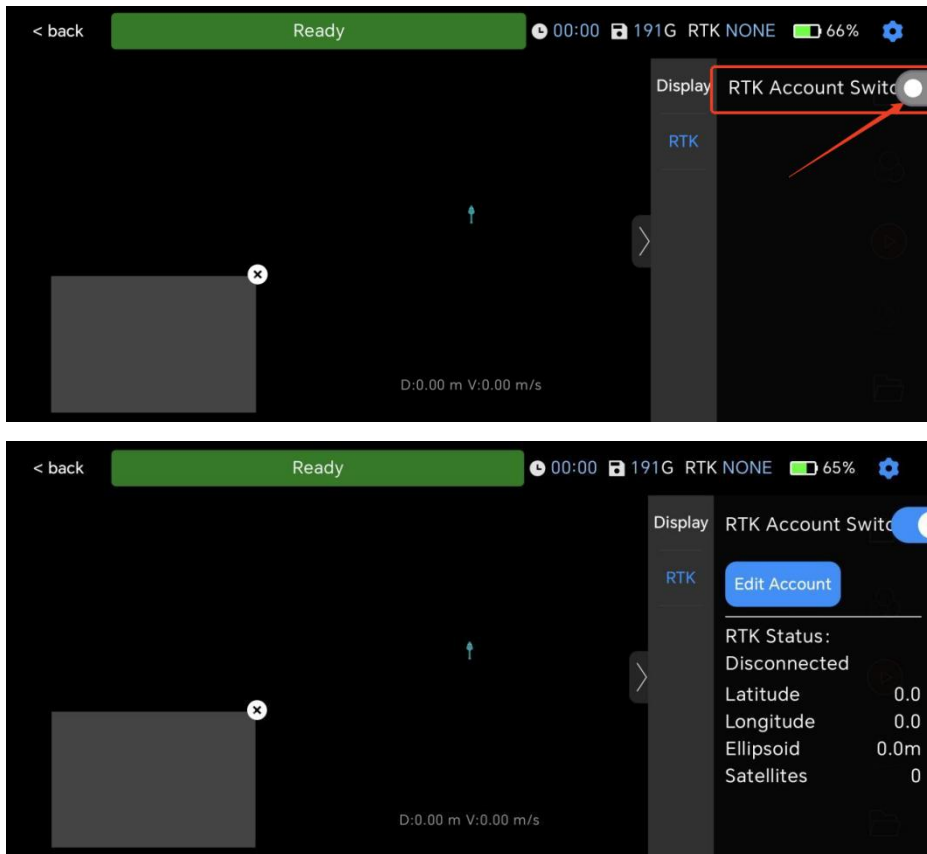 < back Ready 00:00 191G RTK NONE 66%
Display RTK Account Switc
RTK
D:0.00 m V:0.00 m/s
< back Ready 00:00 191G RTK NONE 65%
Display RTK Account Switc
RTK Edit Account
RTK Status:
Disconnected
Latitude 0.0
Longitude 0.0
Ellipsoid 0.0m
Satellites 0
D:0.00 m V:0.00 m/s